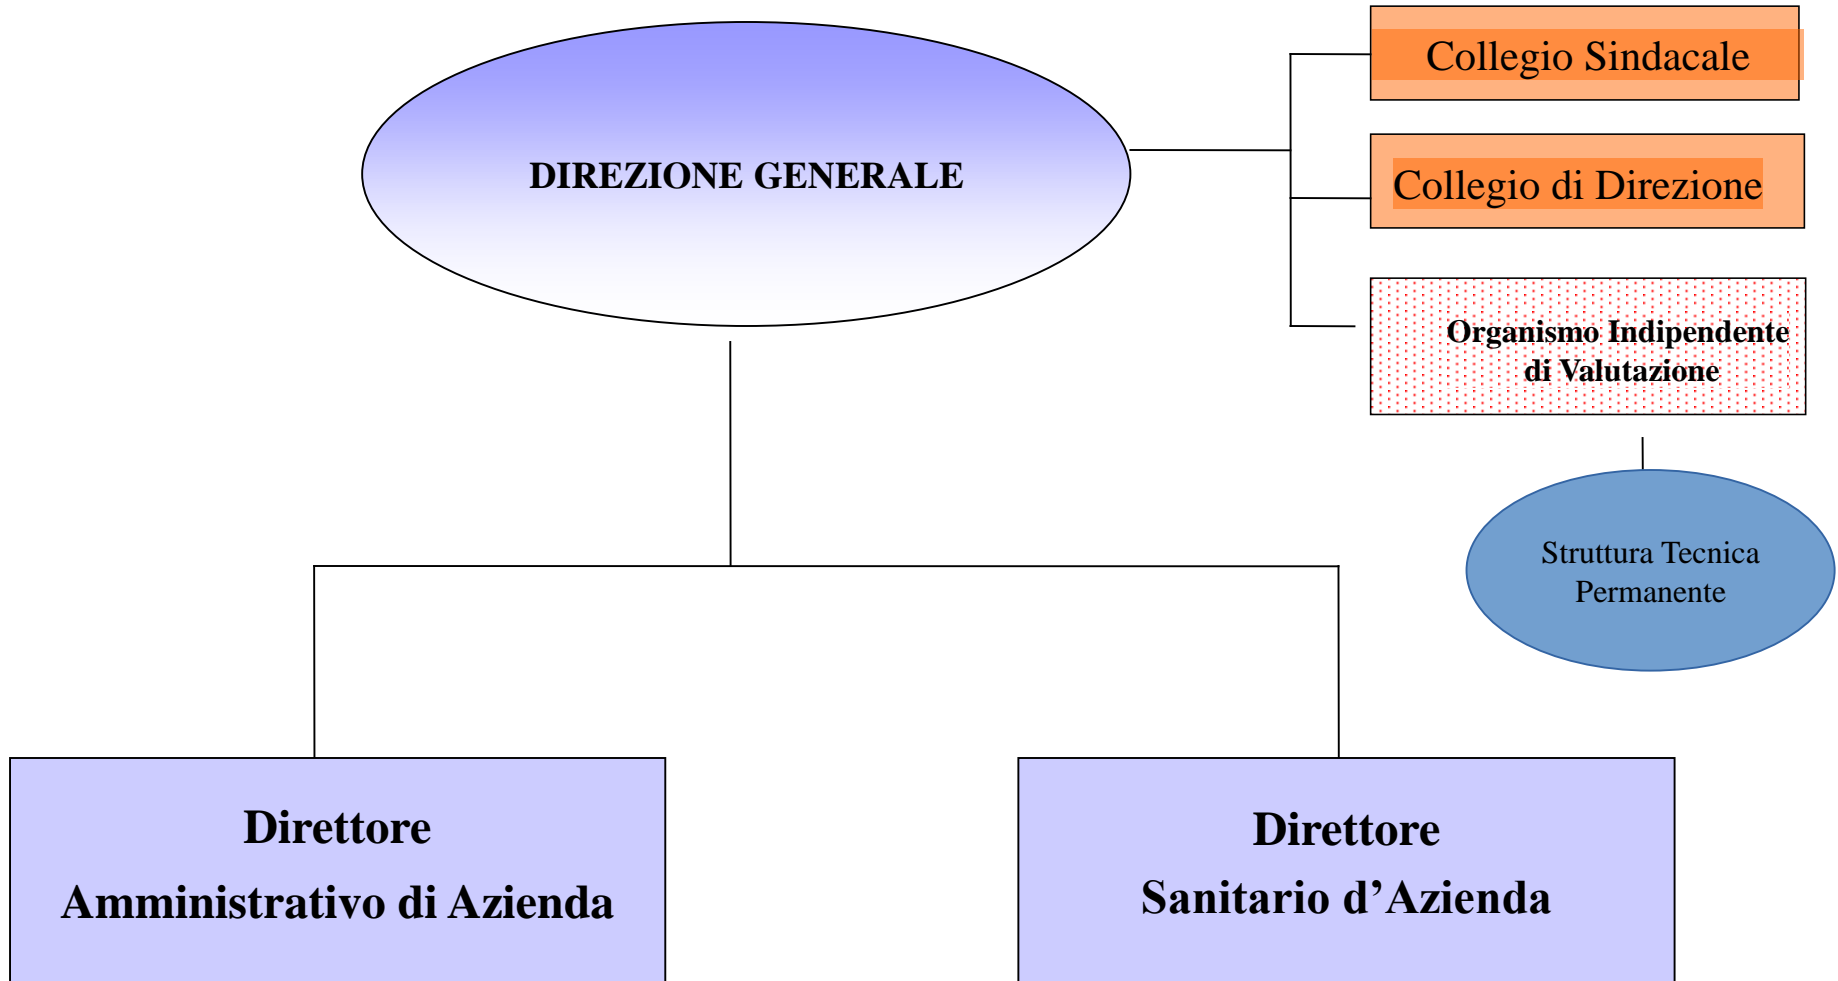 Collegio Sindacale
DIREZIONE GENERALE
Collegio di Direzione
Organismo Indipendente
di Valutazione
Struttura Tecnica
Permanente
Direttore
Amministrativo di Azienda
Direttore
Sanitario d’Azienda